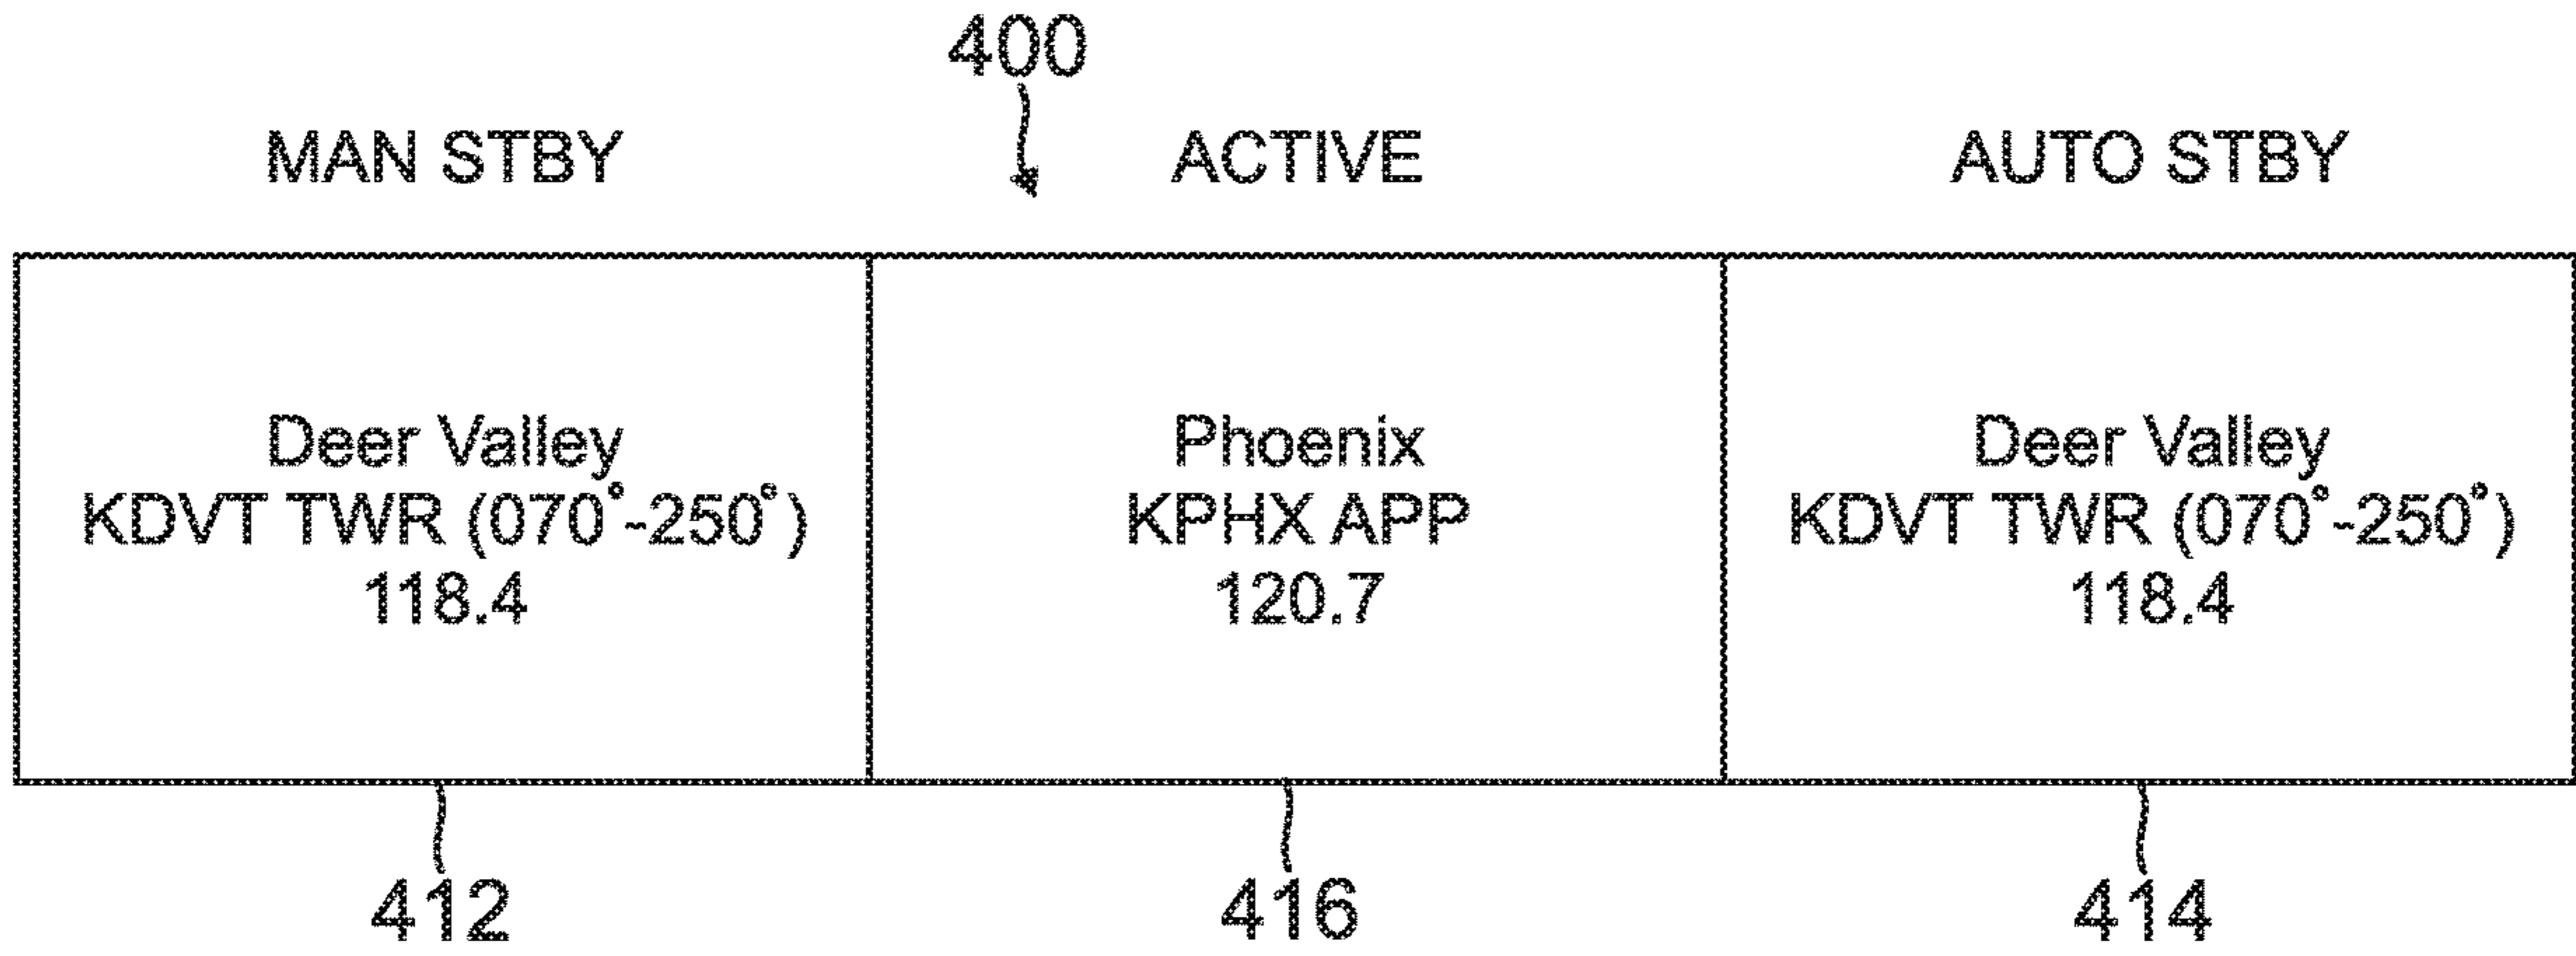 400
MAN STBY ACTIVE AUTO STBY
Deer Valley
KDVT TWR (070°-250°)
118.4
Phoenix
KPHX APP
120.7
Deer Valley
KDVT TWR (070°-250°)
118.4
412 416 414